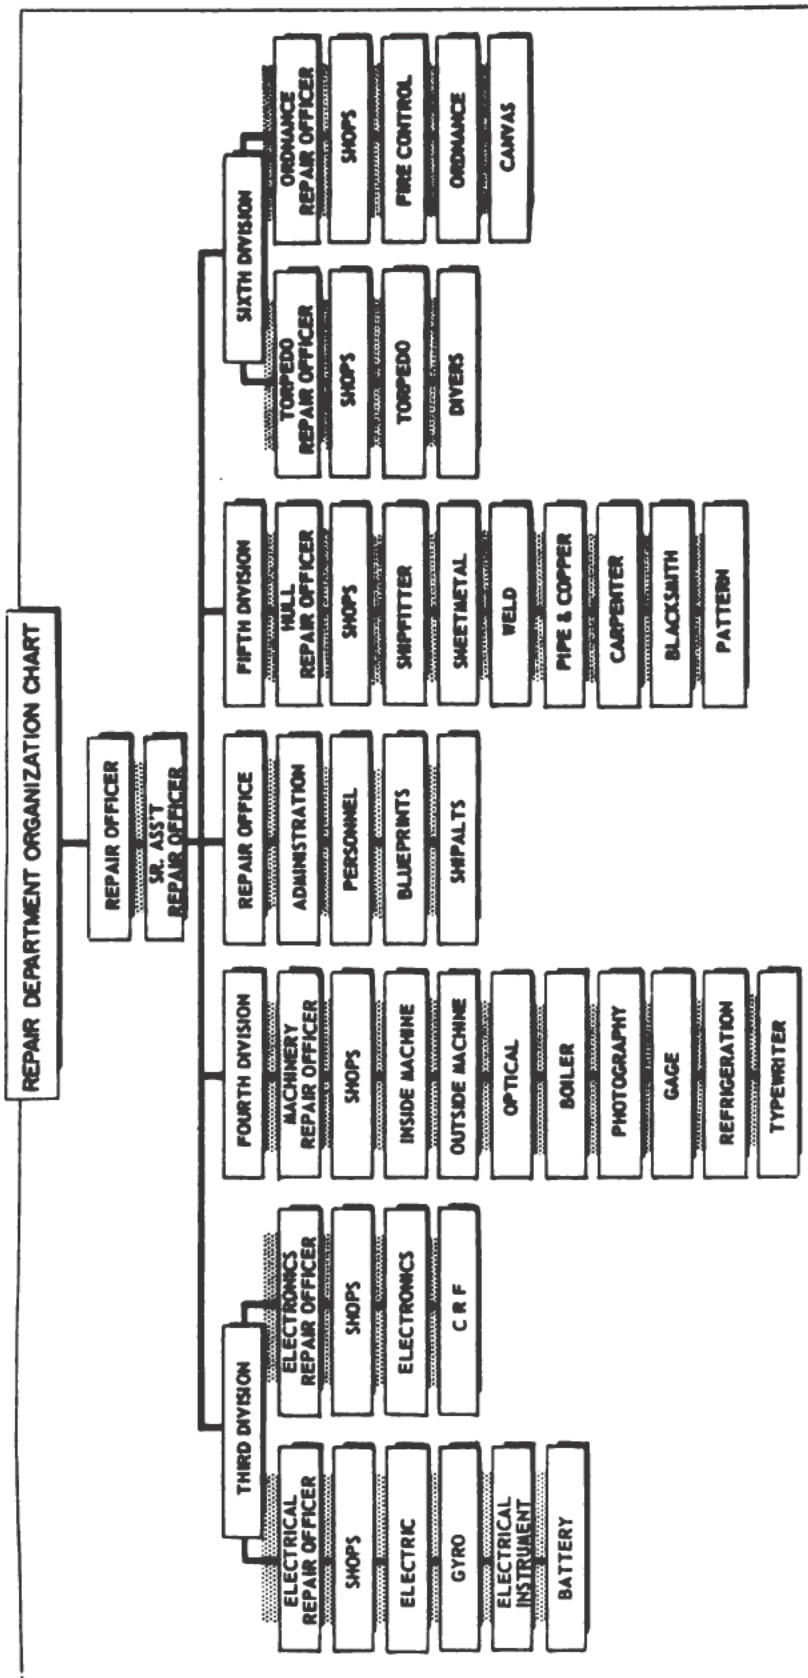 REPAIR DEPARTMENT ORGANIZATION CHART
REPAIR OFFICER
SR. ASS'T
REPAIR OFFICER
THIRD DIVISION
ELECTRICAL
REPAIR OFFICER
SHOPS
ELECTRIC
GYRO
ELECTRICAL
INSTRUMENT
BATTERY
ELECTRONICS
REPAIR OFFICER
SHOPS
ELECTRONICS
C R F
FOURTH DIVISION
MACHINERY
REPAIR OFFICER
SHOPS
INSIDE MACHINE
OUTSIDE MACHINE
OPTICAL
BOILER
PHOTOGRAPHY
GAGE
REFRIGERATION
TYPEWRITER
REPAIR OFFICE
ADMINISTRATION
PERSONNEL
BLUEPRINTS
SHIPALTS
FIFTH DIVISION
HULL
REPAIR OFFICER
SHOPS
SHIPFITTER
SHEETMETAL
WELD
PIPE & COPPER
CARPENTER
BLACKSMITH
PATTERN
SIXTH DIVISION
TORPEDO
REPAIR OFFICER
SHOPS
TORPEDO
DIVERS
ORDNANCE
REPAIR OFFICER
SHOPS
FIRE CONTROL
ORDNANCE
CANVAS